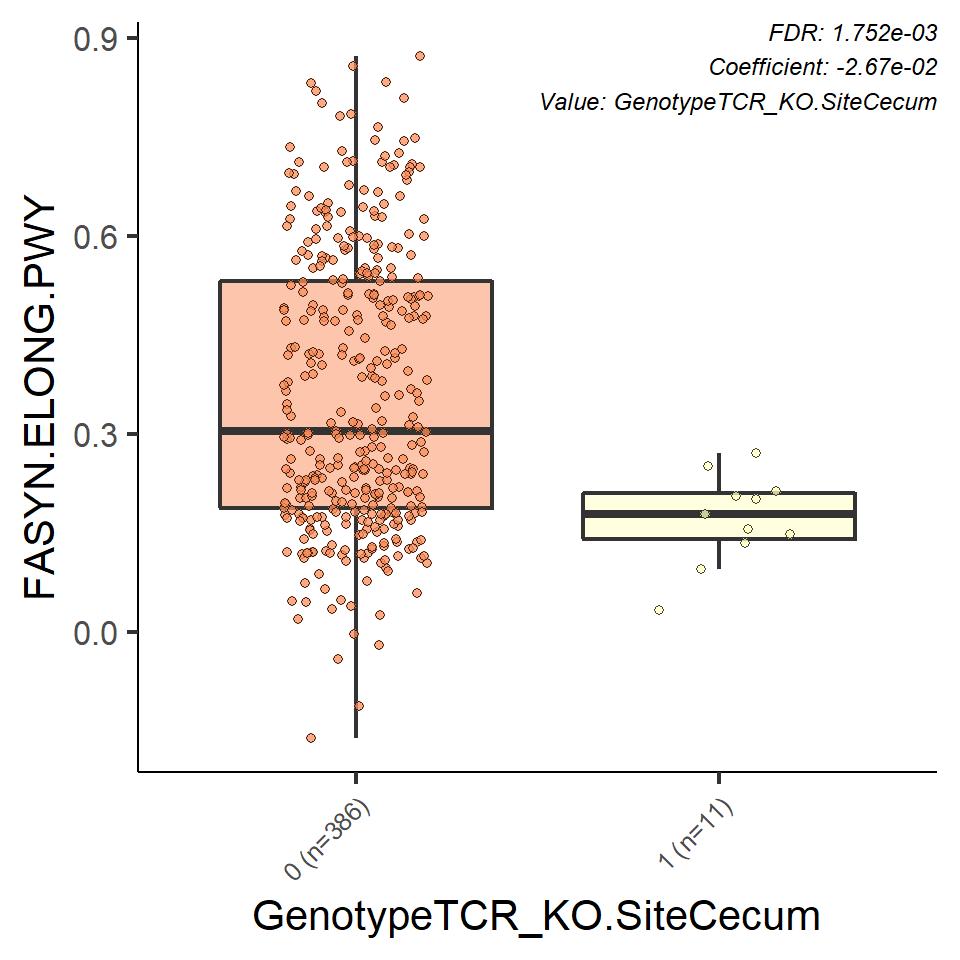 FDR: 1.752e-03
Coefficient: -2.67e-02
Value: GenotypeTCR_KO.SiteCecum
FASYN.ELONG.PWY
0.9
0.6
0.3
0.0
0 (n=386)
1 (n=11)
GenotypeTCR_KO.SiteCecum